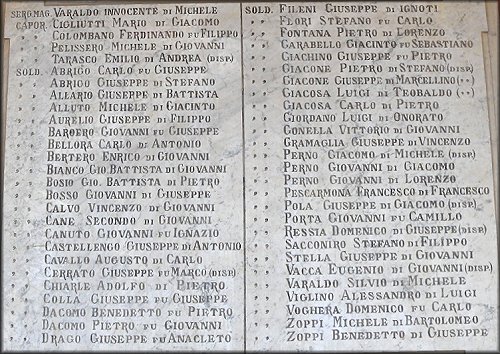 SERG.MAG. VARALDO INNOCENTE DI MICHELE
CAPOR. CIGLIUTTI MARIO DI GIACOMO
,, COLOMBANO FERDINANDO FU FILIPPO
,, PELISSERO MICHELE DI GIOVANNI
,, TARASCO EMILIO DI ANDREA (DISP)
SOLD. ABRIGO CARLO FU GIUSEPPE
,, ABRIGO GIUSEPPE DI STEFANO
,, ALLARIO GIUSEPPE DI BATTISTA
,, ALLUTO MICHELE DI GIACINTO
,, AURELIO GIUSEPPE DI FILIPPO
,, BAROERO GIOVANNI FU GIUSEPPE
,, BELLORA CARLO DI ANTONIO
,, BERTERO ENRICO DI GIOVANNI
,, BIANCO GIO. BATTISTA DI GIOVANNI
,, BOSIO GIO. BATTISTA DI PIETRO
,, BOSSO GIOVANNI DI GIUSEPPE
,, CALVO VINCENZO DI GIOVANNI
,, CANE SECONDO DI GIOVANNI
,, CANUTO GIOVANNI FU IGNAZIO
,, CASTELLENGO GIUSEPPE DI ANTONIO
,, CAVALLO AUGUSTO DI CARLO
,, CERRATO GIUSEPPE FU MARCO (DISP)
,, CHIARLE ADOLFO DI PIETRO
,, COLLA GIUSEPPE FU GIUSEPPE
,, DACOMO BENEDETTO FU PIETRO
,, DACOMO PIETRO FU GIOVANNI
,, DRAGO GIUSEPPE FU ANACLETO
SOLD. FILENI GIUSEPPE DI IGNOTI
,, FLORI STEFANO FU CARLO
,, FONTANA PIETRO DI LORENZO
,, GARABELLO GIACINTO FU SEBASTIANO
,, GIACHINO GIUSEPPE FU PIETRO
,, GIACONE PIETRO DI STEFANO (DISP)
,, GIACONE GIUSEPPE DI MARCELLINO (,,)
,, GIACOSA LUIGI DI TEOBALDO (,,)
,, GIACOSA CARLO DI PIETRO
,, GIORDANO LUIGI DI ONORATO
,, GONELLA VITTORIO DI GIOVANNI
,, GRAMAGLIA GIUSEPPE DI VINCENZO
,, PERNO GIACOMO DI MICHELE (DISP)
,, PERNO GIOVANNI DI GIACOMO
,, PERNO GIOVANNI DI LORENZO
,, PESCARMONA FRANCESCO DI FRANCESCO
,, POLA GIUSEPPE DI GIACOMO (DISP)
,, PORTA GIOVANNI FU CAMILLO
,, RESSIA DOMENICO DI GIUSEPPE (DISP)
,, SACCONIRO STEFANO DI FILIPPO
,, STELLA GIUSEPPE DI GIOVANNI
,, VACCA EUGENIO DI GIOVANNI (DISP)
,, VARALDO SILVIO DI MICHELE
,, VIGLINO ALESSANDRO DI LUIGI
,, VOGHERA DOMENICO FU CARLO
,, ZOPPI MICHELE DI BARTOLOMEO
,, ZOPPI BENEDETTO DI GIUSEPPE